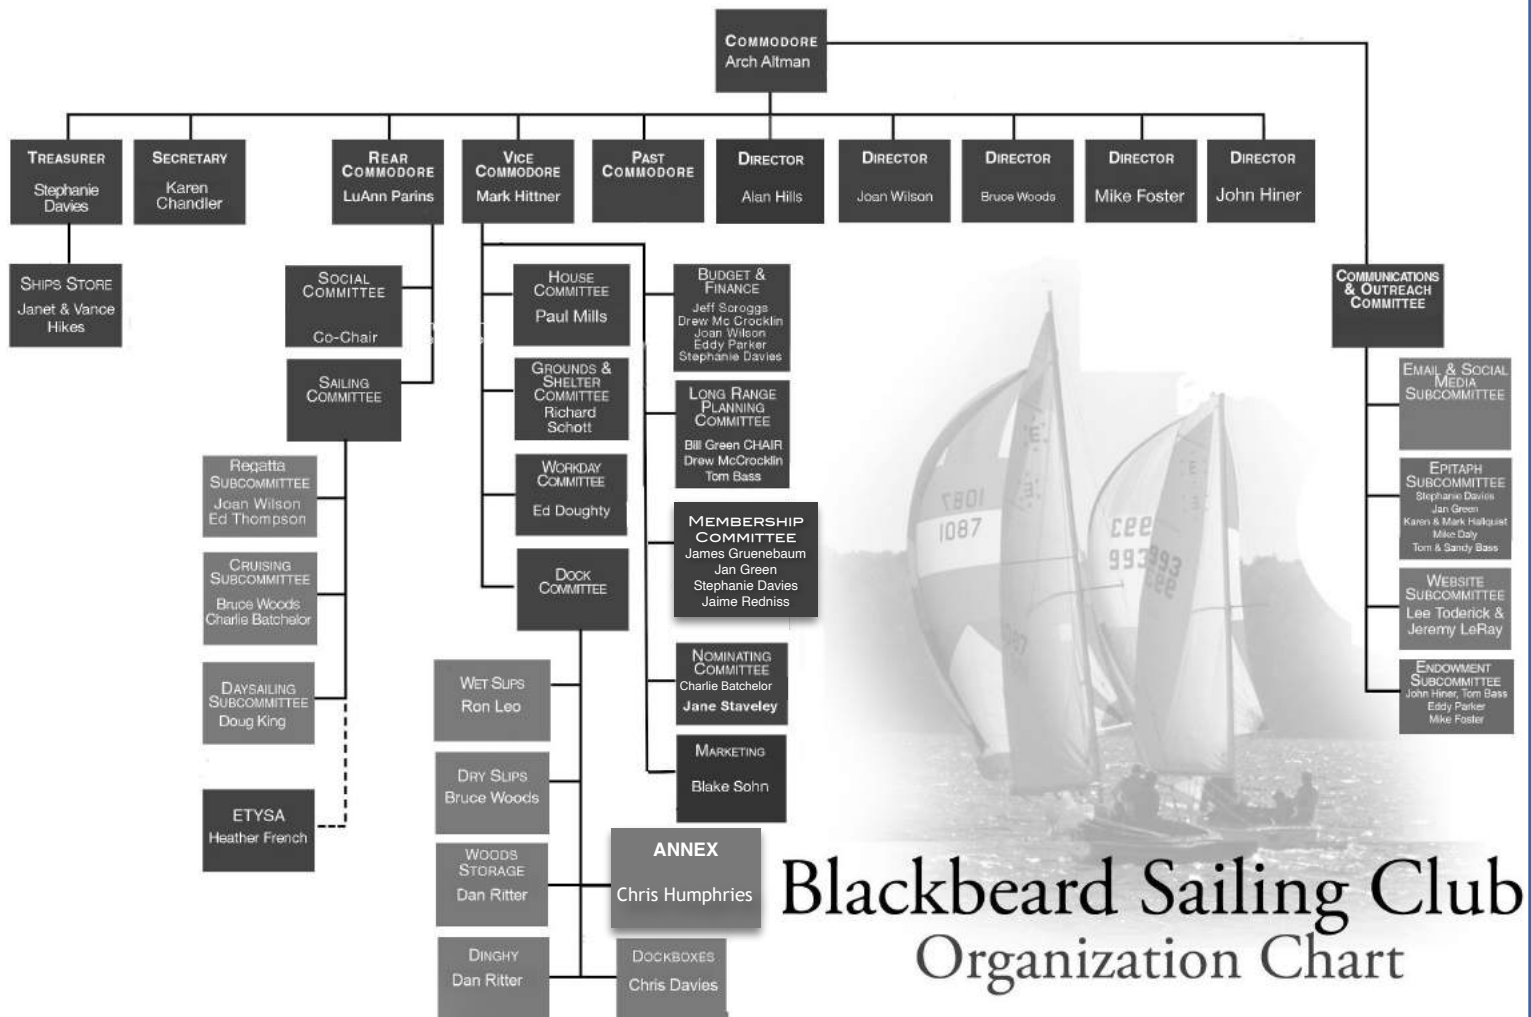 COMMODORE
Arch Altman
TREASURER
Stephanie
Davies
SECRETARY
Karen
Chandler
REAR
COMMODORE
LuAnn Parins
VICE
COMMODORE
Mark Hittner
PAST
COMMODORE
DIRECTOR
Alan Hills
DIRECTOR
Joan Wilson
DIRECTOR
Bruce Woods
DIRECTOR
Mike Foster
DIRECTOR
John Hiner
SHIPS STORE
Janet & Vance
Hikes
SOCIAL
COMMITTEE
Co-Chair
SAILING
COMMITTEE
Regatta
SUBCOMMITTEE
Joan Wilson
Ed Thompson
CRUISING
SUBCOMMITTEE
Bruce Woods
Charlie Batchelor
DAYSAILING
SUBCOMMITTEE
Doug King
ETYSA
Heather French
HOUSE
COMMITTEE
Paul Mills
GROUNDS &
SHELTER
COMMITTEE
Richard
Schott
WORKDAY
COMMITTEE
Ed Doughty
DOCK
COMMITTEE
WET SLIPS
Ron Leo
DRY SLIPS
Bruce Woods
WOODS
STORAGE
Dan Ritter
DINGHY
Dan Ritter
ANNEX
Chris Humphries
DOCKBOXES
Chris Davies
BUDGET &
FINANCE
Jeff Scroggs
Drew Mc Crocklin
Joan Wilson
Eddy Parker
Stephanie Davies
LONG RANGE
PLANNING
COMMITTEE
Bill Green CHAIR
Drew McCrocklin
Tom Bass
MEMBERSHIP
COMMITTEE
James Gruenebaum
Jan Green
Stephanie Davies
Jaime Redniss
NOMINATING
COMMITTEE
Charlie Batchelor
Jane Staveley
MARKETING
Blake Sohn
COMMUNICATIONS
& OUTREACH
COMMITTEE
EMAIL & SOCIAL
MEDIA
SUBCOMMITTEE
EPITAPH
SUBCOMMITTEE
Stephanie Davies
Jan Green
Karen & Mark Hallquist
Mike Daly
Tom & Sandy Bass
WEBSITE
SUBCOMMITTEE
Lee Toderick &
Jeremy LeRay
ENDOWMENT
SUBCOMMITTEE
John Hiner, Tom Bass
Eddy Parker
Mike Foster
1087
1087
993
993
993
Blackbeard Sailing Club
Organization Chart